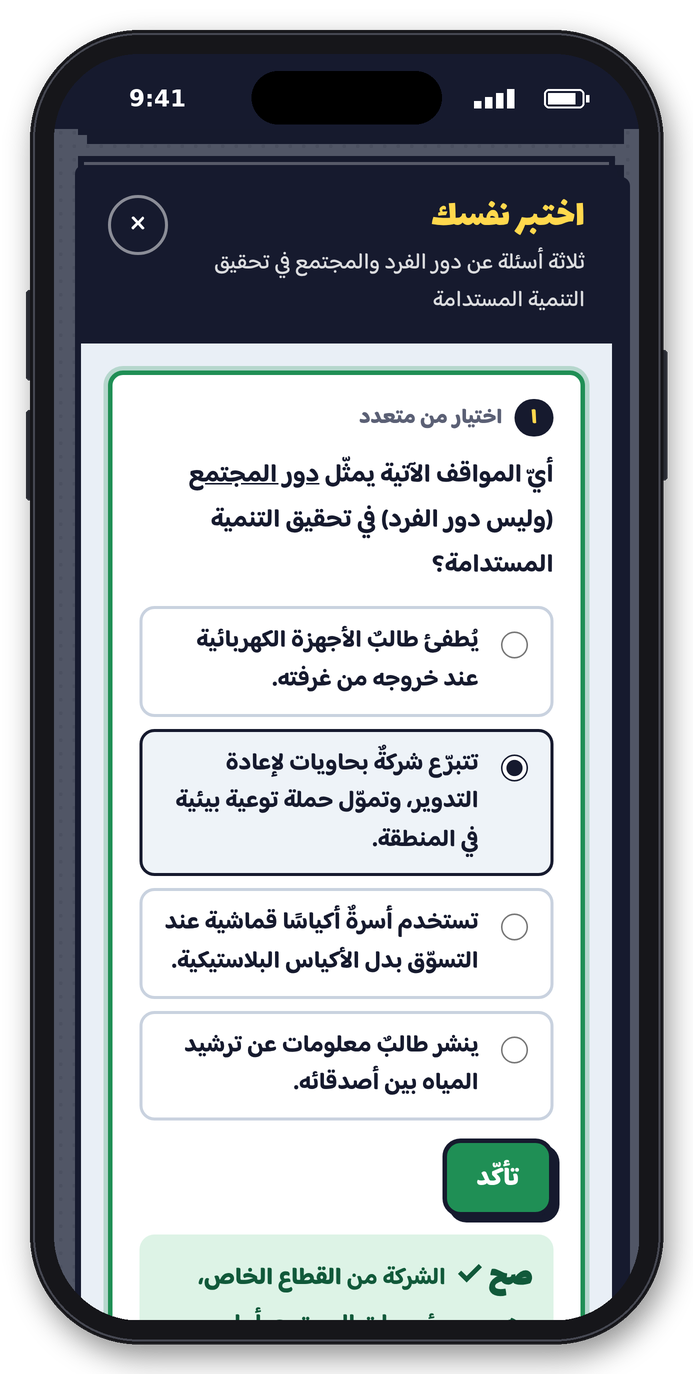 9:41
اختبر نفسك
×
ثلاثة أسئلة عن دور الفرد والمجتمع في تحقيق
التنمية المستدامة
١ اختيار من متعدد
أيّ المواقف الآتية يمثّل دور المجتمع
(وليس دور الفرد) في تحقيق التنمية
المستدامة؟
يُطفئ طالبٌ الأجهزة الكهربائية
عند خروجه من غرفته.
تتبرّع شركةٌ بحاويات لإعادة
التدوير، وتموّل حملة توعية بيئية
في المنطقة.
تستخدم أسرةٌ أكياسًا قماشية عند
التسوّق بدل الأكياس البلاستيكية.
ينشر طالبٌ معلومات عن ترشيد
المياه بين أصدقائه.
تأكّد
صح ✓ الشركة من القطاع الخاص،